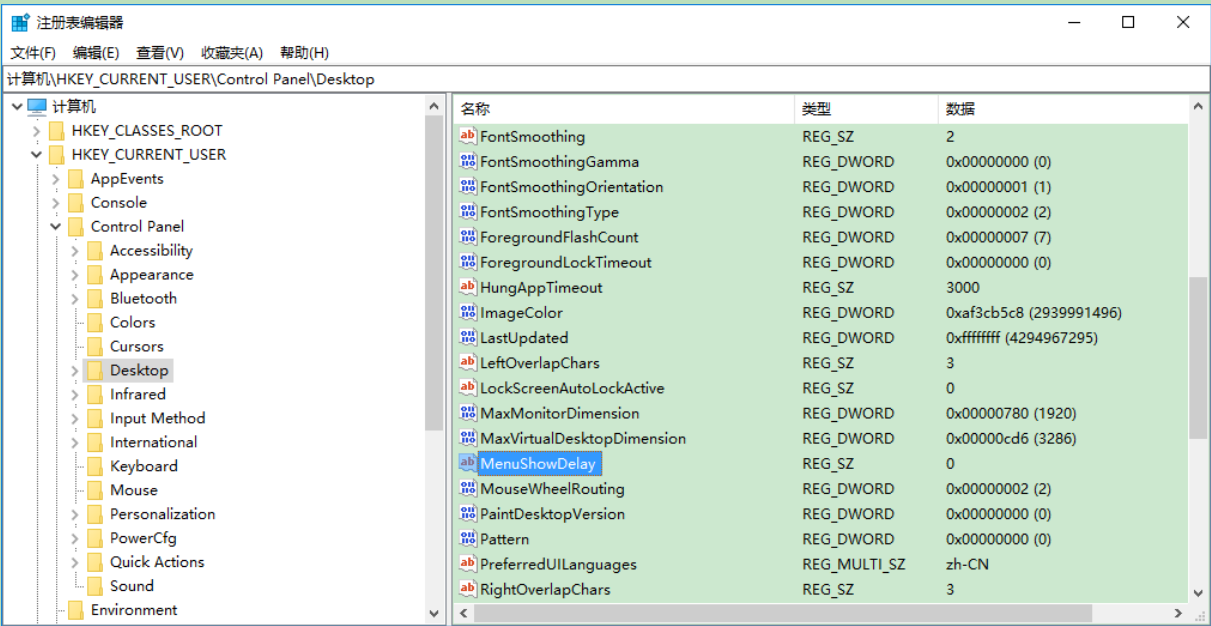 注册表编辑器
文件(F) 编辑(E) 查看(V) 收藏夹(A) 帮助(H)
计算机\HKEY_CURRENT_USER\Control Panel\Desktop
计算机
HKEY_CLASSES_ROOT
HKEY_CURRENT_USER
AppEvents
Console
Control Panel
Accessibility
Appearance
Bluetooth
Colors
Cursors
Desktop
Infrared
Input Method
International
Keyboard
Mouse
Personalization
PowerCfg
Quick Actions
Sound
Environment
名称 类型 数据
FontSmoothing REG_SZ 2
FontSmoothingGamma REG_DWORD 0x00000000 (0)
FontSmoothingOrientation REG_DWORD 0x00000001 (1)
FontSmoothingType REG_DWORD 0x00000002 (2)
ForegroundFlashCount REG_DWORD 0x00000007 (7)
ForegroundLockTimeout REG_DWORD 0x00000000 (0)
HungAppTimeout REG_SZ 3000
ImageColor REG_DWORD 0xaf3cb5c8 (2939991496)
LastUpdated REG_DWORD 0xffffffff (4294967295)
LeftOverlapChars REG_SZ 3
LockScreenAutoLockActive REG_SZ 0
MaxMonitorDimension REG_DWORD 0x00000780 (1920)
MaxVirtualDesktopDimension REG_DWORD 0x00000cd6 (3286)
MenuShowDelay REG_SZ 0
MouseWheelRouting REG_DWORD 0x00000002 (2)
PaintDesktopVersion REG_DWORD 0x00000000 (0)
Pattern REG_DWORD 0x00000000 (0)
PreferredUILanguages REG_MULTI_SZ zh-CN
RightOverlapChars REG_SZ 3